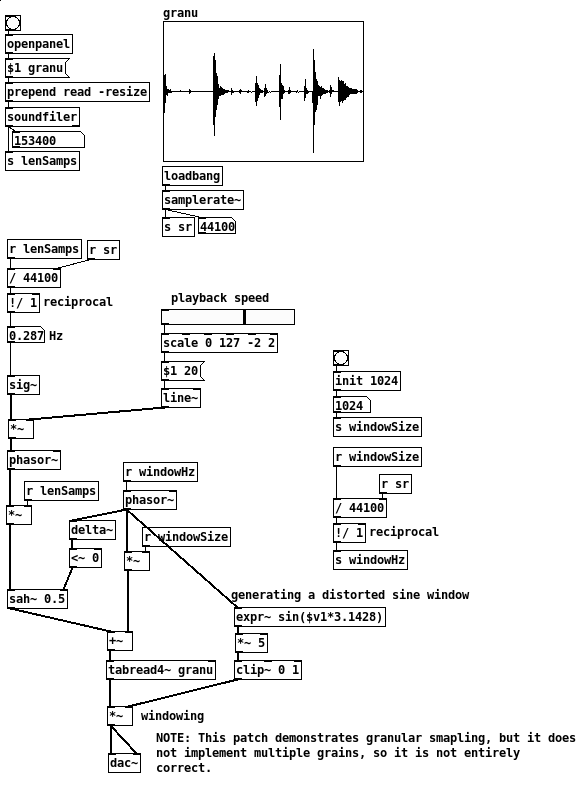 granu
openpanel
$1 granu
prepend read -resize
soundfiler
153400
s lenSamps
loadbang
samplerate~
s sr
44100
r lenSamps
r sr
/ 44100
!/ 1
reciprocal
0.287
Hz
playback speed
scale 0 127 -2 2
$1 20
line~
sig~
*~
phasor~
r lenSamps
*~
init 1024
1024
s windowSize
r windowSize
r sr
/ 44100
!/ 1
reciprocal
s windowHz
r windowHz
phasor~
delta~
r windowSize
<~ 0
*~
sah~ 0.5
generating a distorted sine window
expr~ sin($v1*3.1428)
+~
*~ 5
tabread4~ granu
clip~ 0 1
*~
windowing
dac~
NOTE: This patch demonstrates granular smapling, but it does
not implement multiple grains, so it is not entirely
correct.